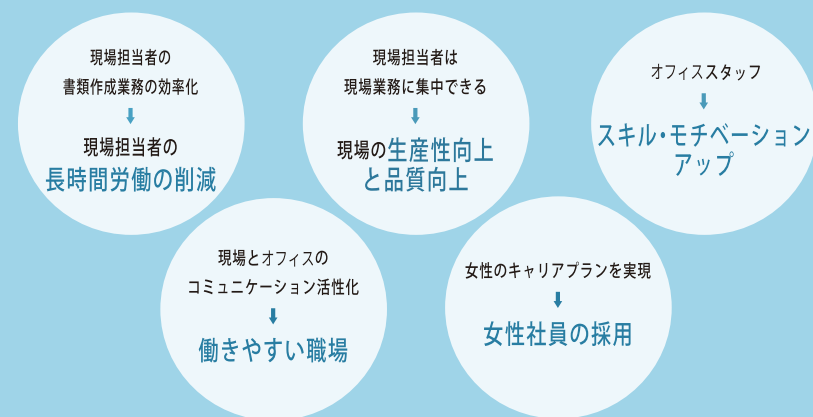 現場担当者の
書類作成業務の効率化
⬇
現場担当者の
長時間労働の削減
現場担当者は
現場業務に集中できる
⬇
現場の生産性向上
と品質向上
オフィススタッフ
⬇
スキル・モチベーション
アップ
現場とオフィスの
コミュニケーション活性化
⬇
働きやすい職場
女性のキャリアプランを実現
⬇
女性社員の採用